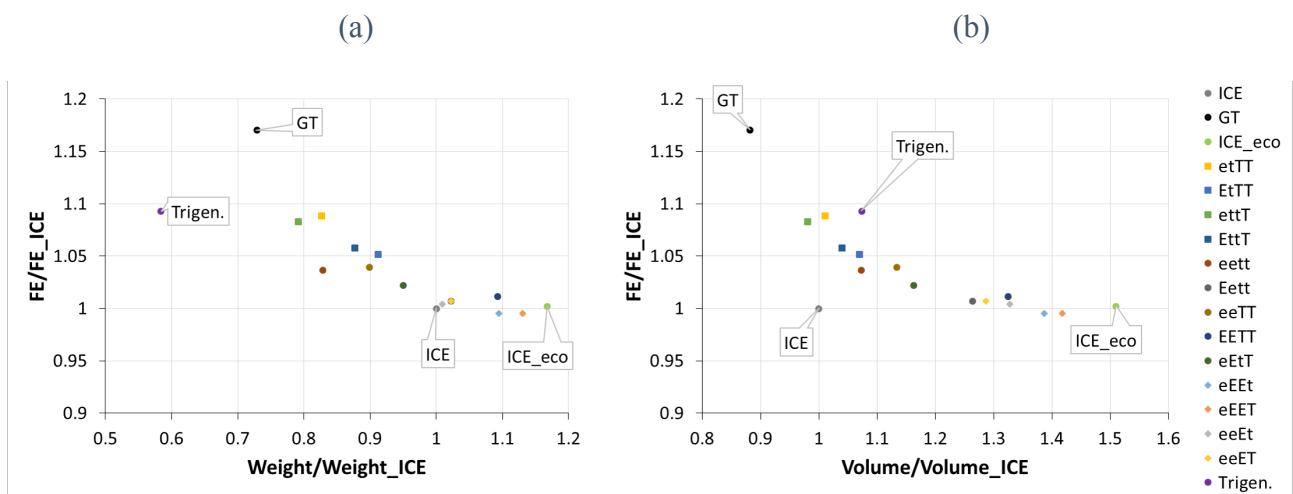 (a)
(b)
FE/FE_ICE
1.2
1.15
1.1
1.05
1
0.95
0.9
0.5 0.6 0.7 0.8 0.9 1 1.1 1.2
Weight/Weight_ICE
GT
Trigen.
ICE
ICE_eco
FE/FE_ICE
1.2
1.15
1.1
1.05
1
0.95
0.9
0.8 0.9 1 1.1 1.2 1.3 1.4 1.5 1.6
Volume/Volume_ICE
GT
Trigen.
ICE
ICE_eco
ICE
GT
ICE_eco
etTT
EtTT
ettT
EttT
eett
Eett
eeTT
EETT
eEtT
eEEt
eEET
eeEt
eeET
Trigen.